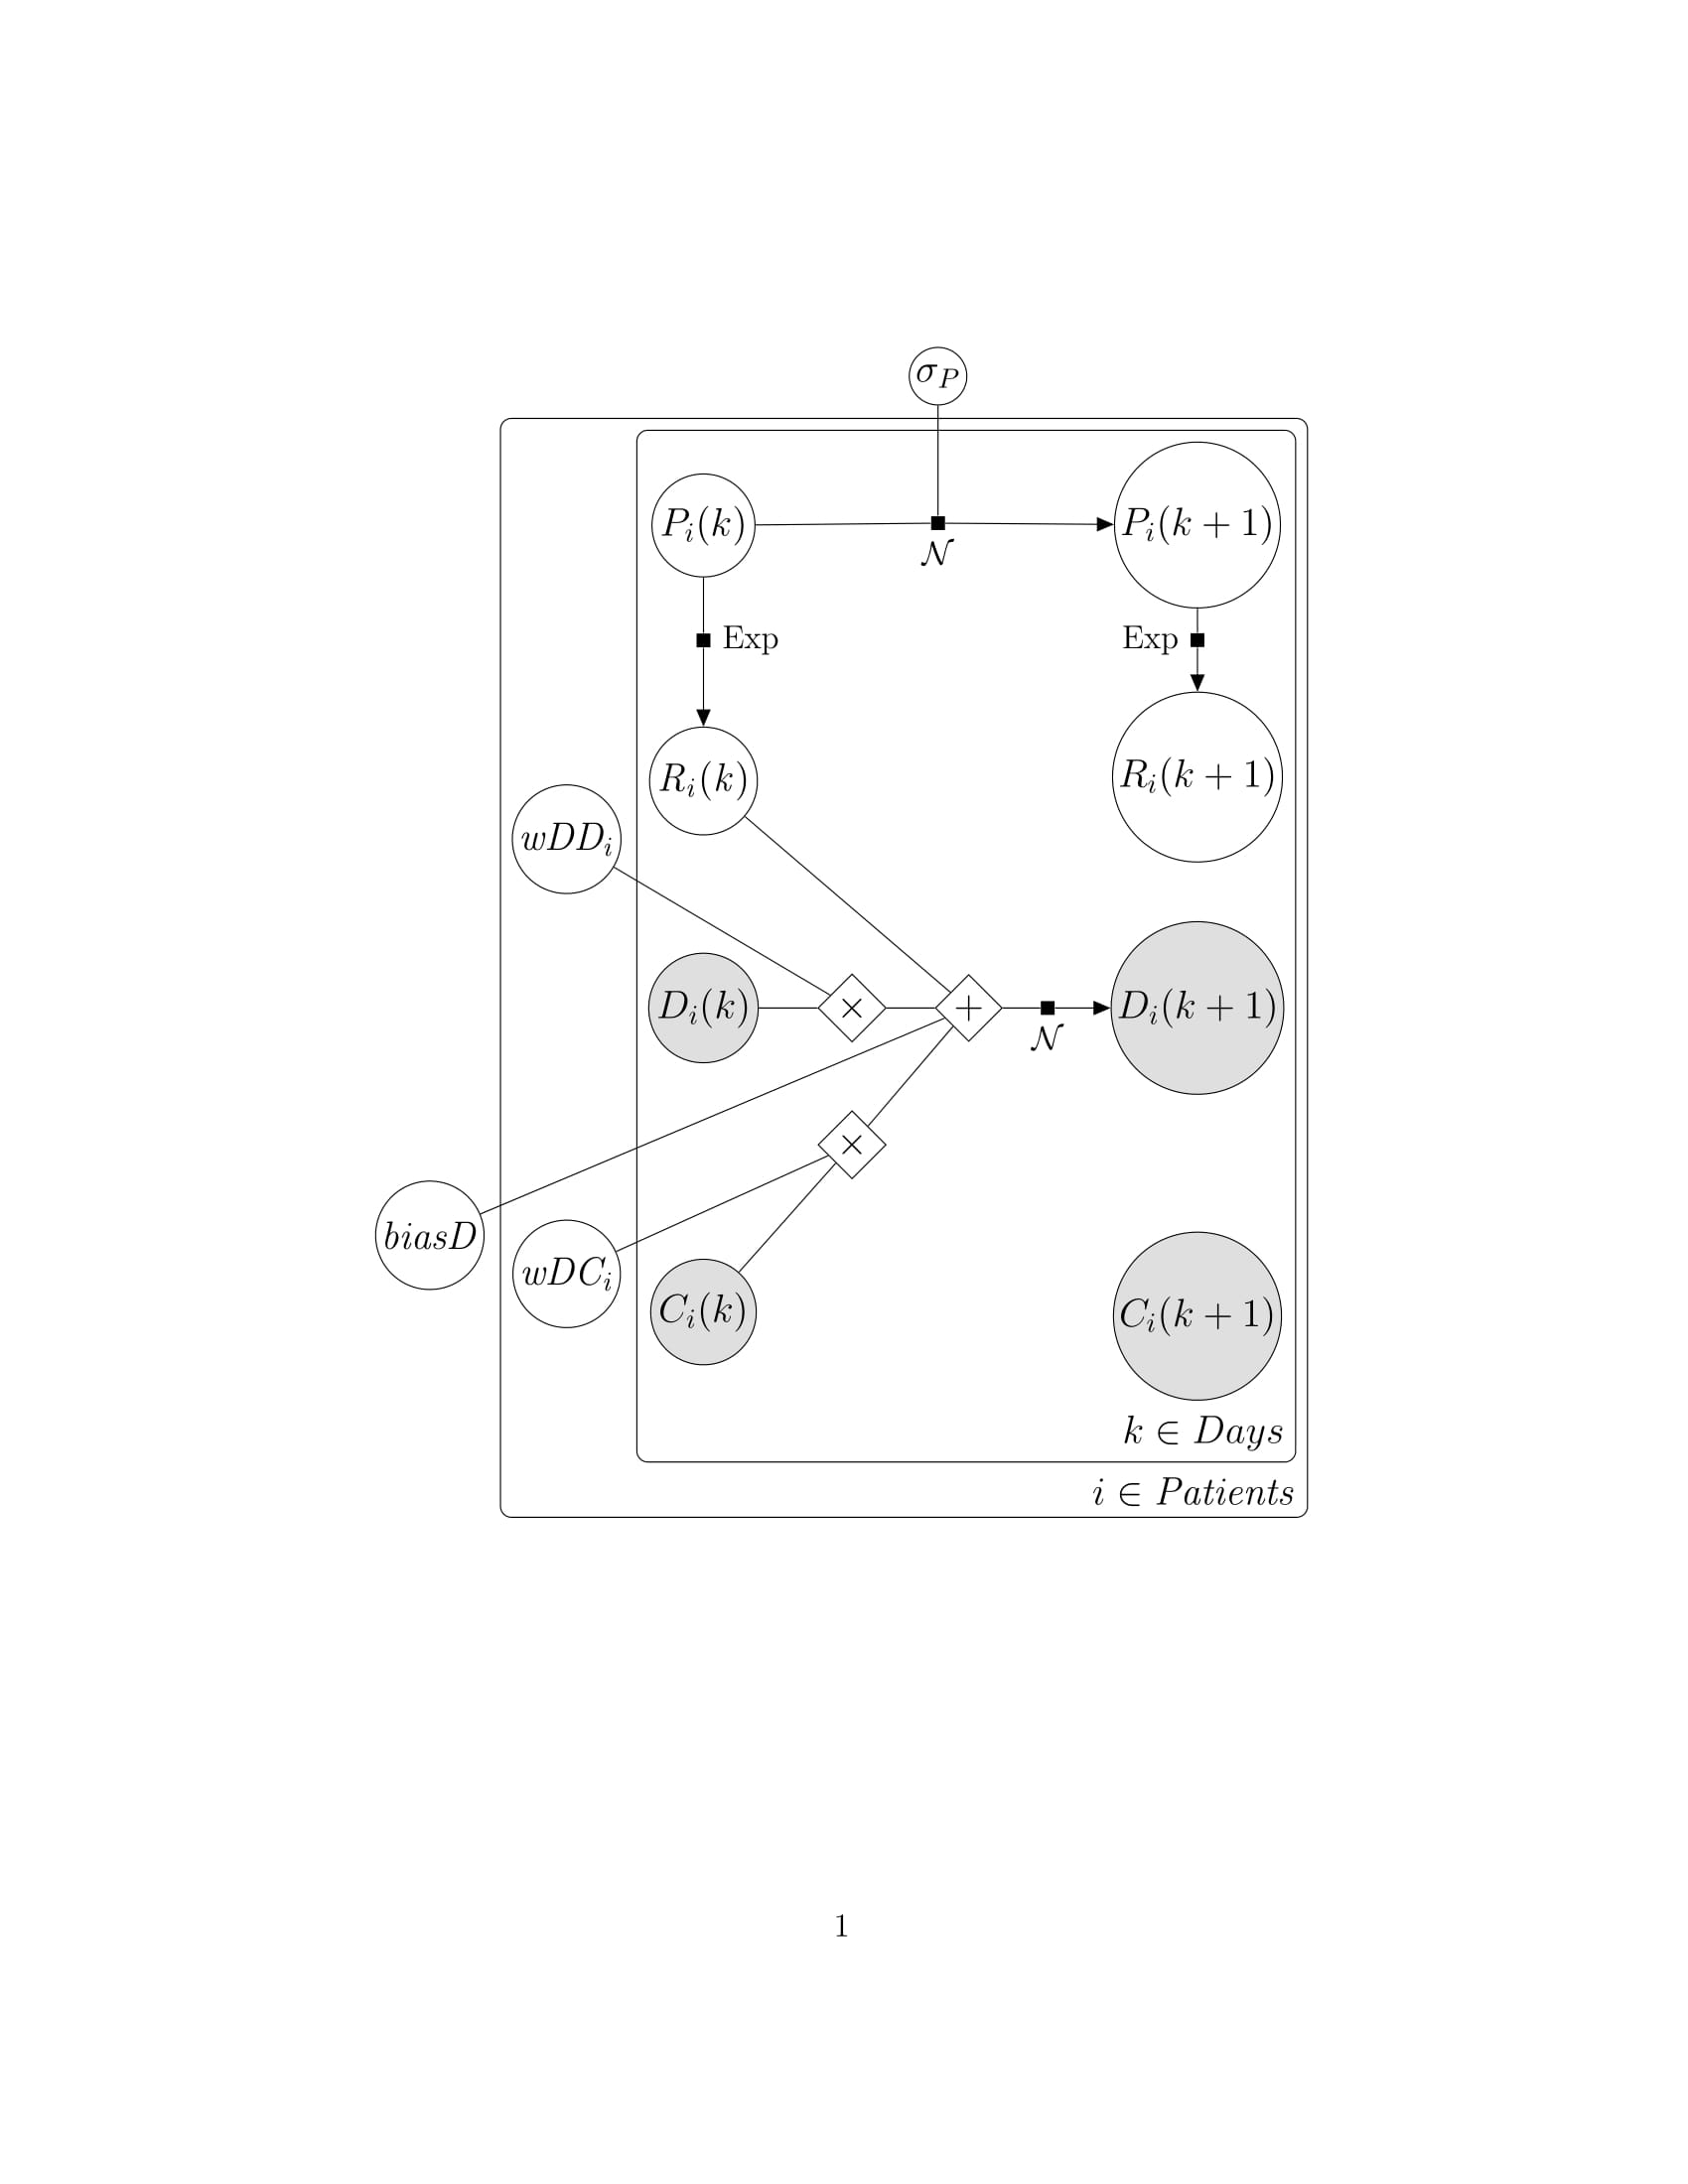 σ_P
P_i(k)
P_i(k + 1)
𝒩
Exp
Exp
R_i(k)
R_i(k + 1)
wDD_i
D_i(k)
×
+
D_i(k + 1)
𝒩
×
biasD
wDC_i
C_i(k)
C_i(k + 1)
k ∈ Days
i ∈ Patients
1